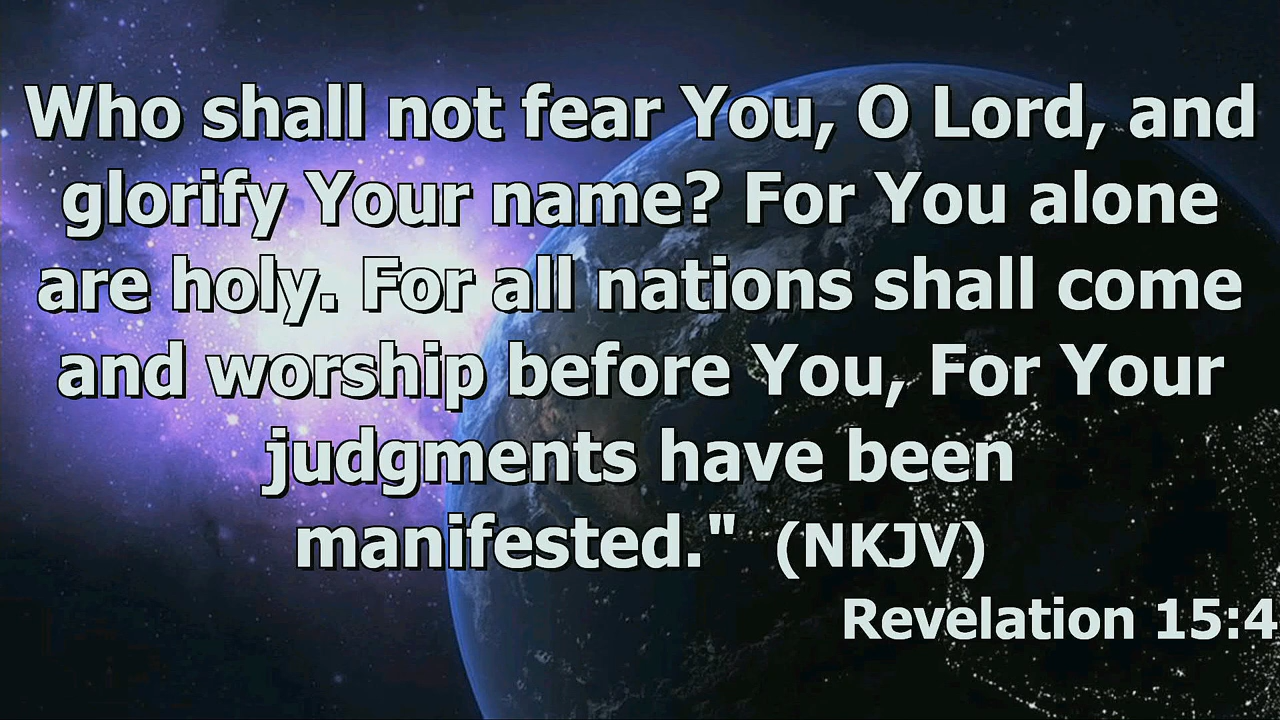 Who shall not fear You, O Lord, and
glorify Your name? For You alone
are holy. For all nations shall come
and worship before You, For Your
judgments have been
manifested." (NKJV)
Revelation 15:4